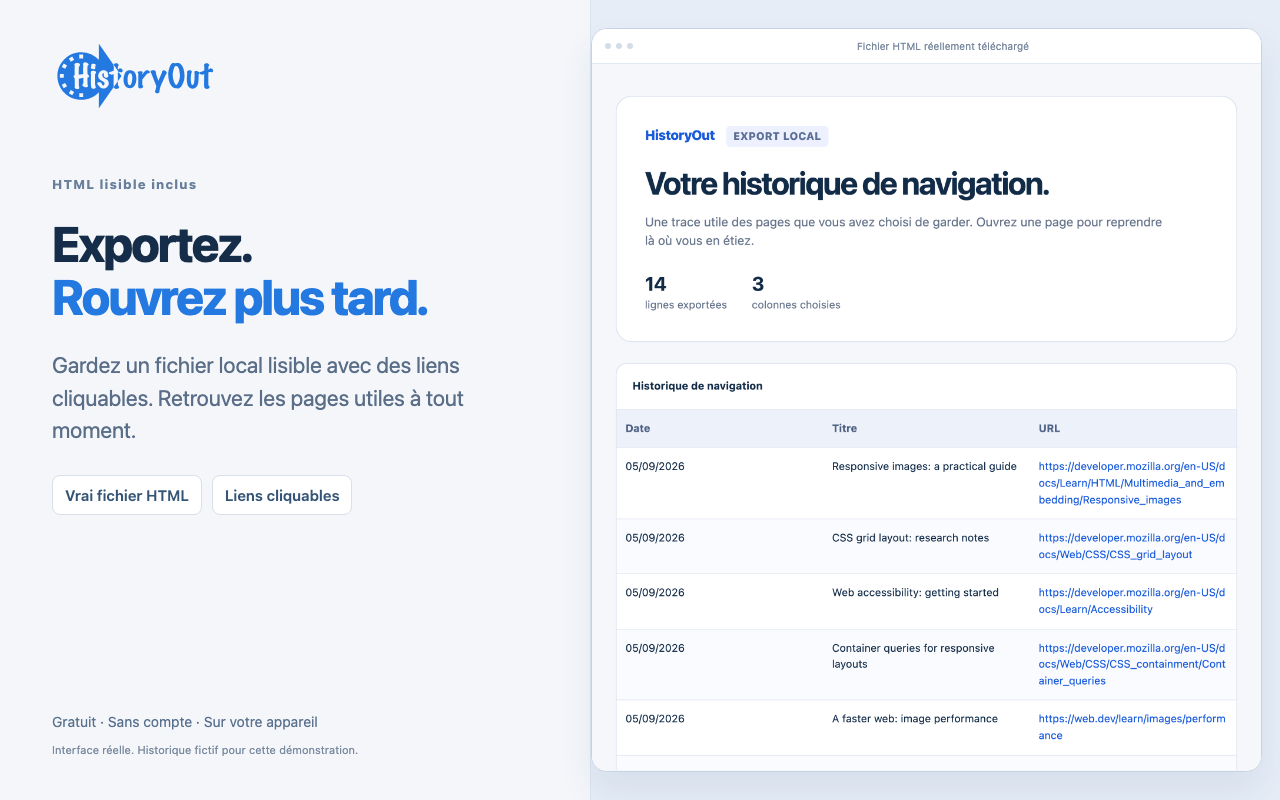 HistoryOut
HTML lisible inclus
Exportez.
Rouvrez plus tard.
Gardez un fichier local lisible avec des liens
cliquables. Retrouvez les pages utiles à tout
moment.
Vrai fichier HTML
Liens cliquables
Gratuit · Sans compte · Sur votre appareil
Interface réelle. Historique fictif pour cette démonstration.
Fichier HTML réellement téléchargé
HistoryOut
EXPORT LOCAL
Votre historique de navigation.
Une trace utile des pages que vous avez choisi de garder. Ouvrez une page pour reprendre
là où vous en étiez.
14
lignes exportées
3
colonnes choisies
Historique de navigation
Date
Titre
URL
05/09/2026
Responsive images: a practical guide
https://developer.mozilla.org/en-US/d
ocs/Learn/HTML/Multimedia_and_em
bedding/Responsive_images
05/09/2026
CSS grid layout: research notes
https://developer.mozilla.org/en-US/d
ocs/Web/CSS/CSS_grid_layout
05/09/2026
Web accessibility: getting started
https://developer.mozilla.org/en-US/d
ocs/Learn/Accessibility
05/09/2026
Container queries for responsive
layouts
https://developer.mozilla.org/en-US/d
ocs/Web/CSS/CSS_containment/Cont
ainer_queries
05/09/2026
A faster web: image performance
https://web.dev/learn/images/perform
ance